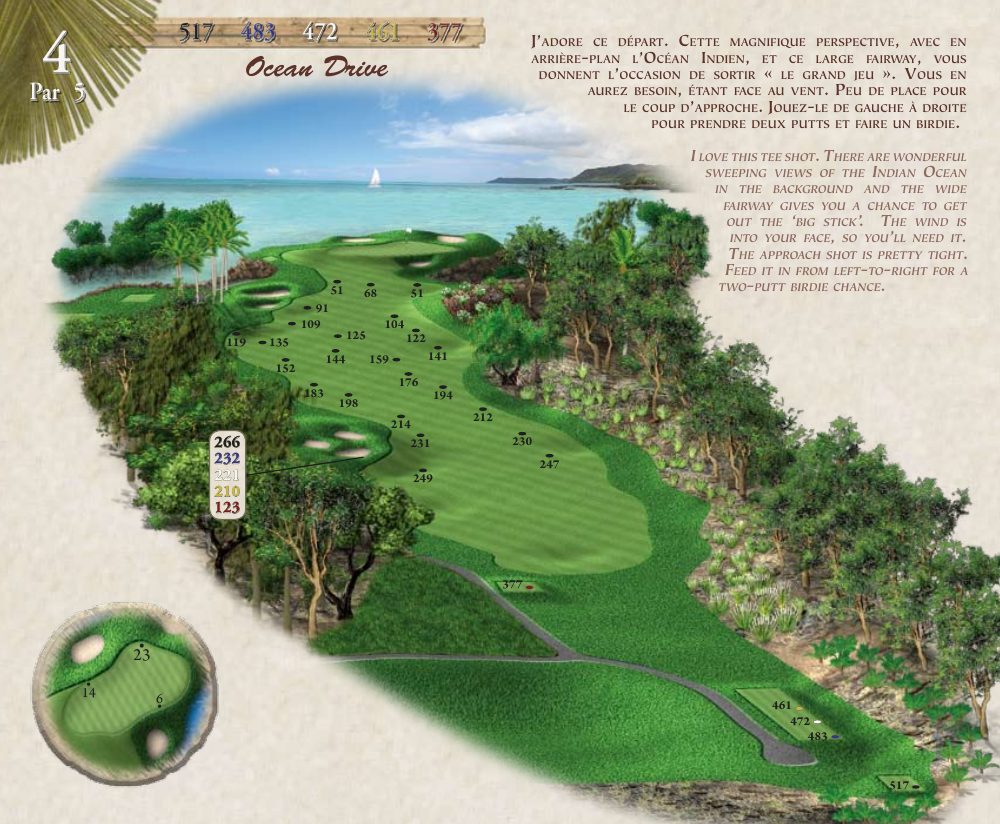 4
Par 5
517 483 472 461 377
Ocean Drive
J'ADORE CE DÉPART. CETTE MAGNIFIQUE PERSPECTIVE, AVEC EN
ARRIÈRE-PLAN L'OCÉAN INDIEN, ET CE LARGE FAIRWAY, VOUS
DONNENT L'OCCASION DE SORTIR « LE GRAND JEU ». VOUS EN
AUREZ BESOIN, ÉTANT FACE AU VENT. PEU DE PLACE POUR
LE COUP D'APPROCHE. JOUEZ-LE DE GAUCHE À DROITE
POUR PRENDRE DEUX PUTTS ET FAIRE UN BIRDIE.
I LOVE THIS TEE SHOT. THERE ARE WONDERFUL
SWEEPING VIEWS OF THE INDIAN OCEAN
IN THE BACKGROUND AND THE WIDE
FAIRWAY GIVES YOU A CHANCE TO GET
OUT THE 'BIG STICK'. THE WIND IS
INTO YOUR FACE, SO YOU'LL NEED IT.
THE APPROACH SHOT IS PRETTY TIGHT.
FEED IT IN FROM LEFT-TO-RIGHT FOR A
TWO-PUTT BIRDIE CHANCE.
51 68 51
91
109 104
119 135 125 122
152 144 159 141
176
183 198 194
214 212
231 230
247
249
266
232
221
210
123
377
461
472
483
517
23
14
6